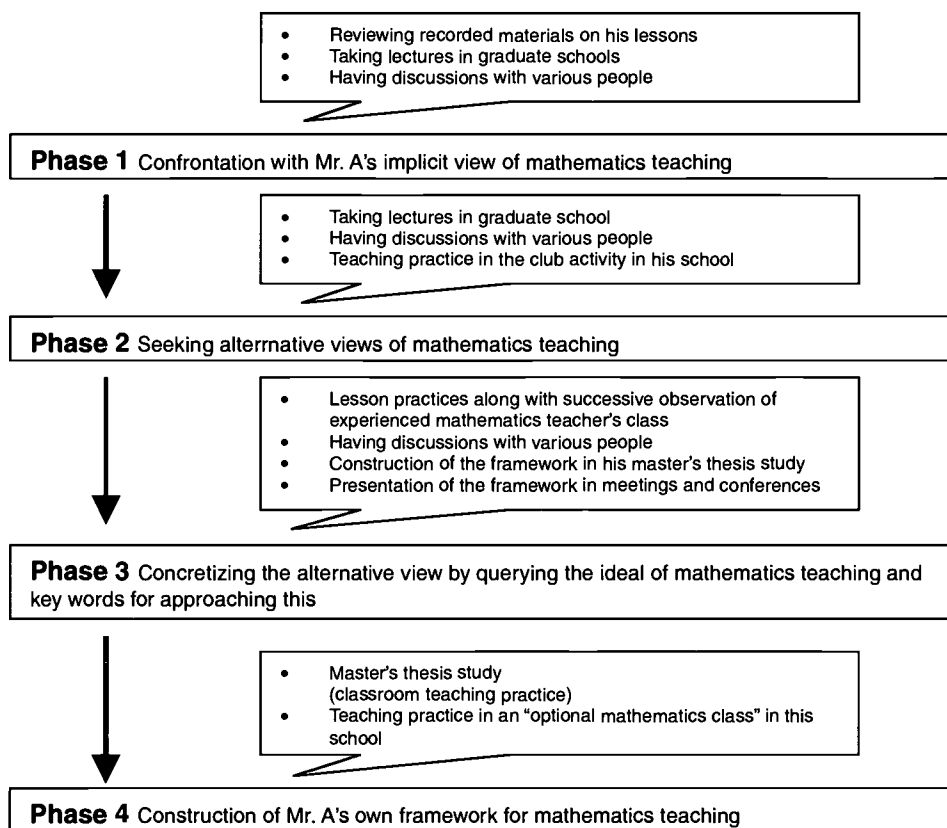 • Reviewing recorded materials on his lessons
• Taking lectures in graduate schools
• Having discussions with various people
Phase 1 Confrontation with Mr. A's implicit view of mathematics teaching
• Taking lectures in graduate school
• Having discussions with various people
• Teaching practice in the club activity in his school
Phase 2 Seeking alterrnative views of mathematics teaching
• Lesson practices along with successive observation of
experienced mathematics teacher's class
• Having discussions with various people
• Construction of the framework in his master's thesis study
• Presentation of the framework in meetings and conferences
Phase 3 Concretizing the alternative view by querying the ideal of mathematics teaching and
key words for approaching this
• Master's thesis study
(classroom teaching practice)
• Teaching practice in an “optional mathematics class” in this
school
Phase 4 Construction of Mr. A's own framework for mathematics teaching